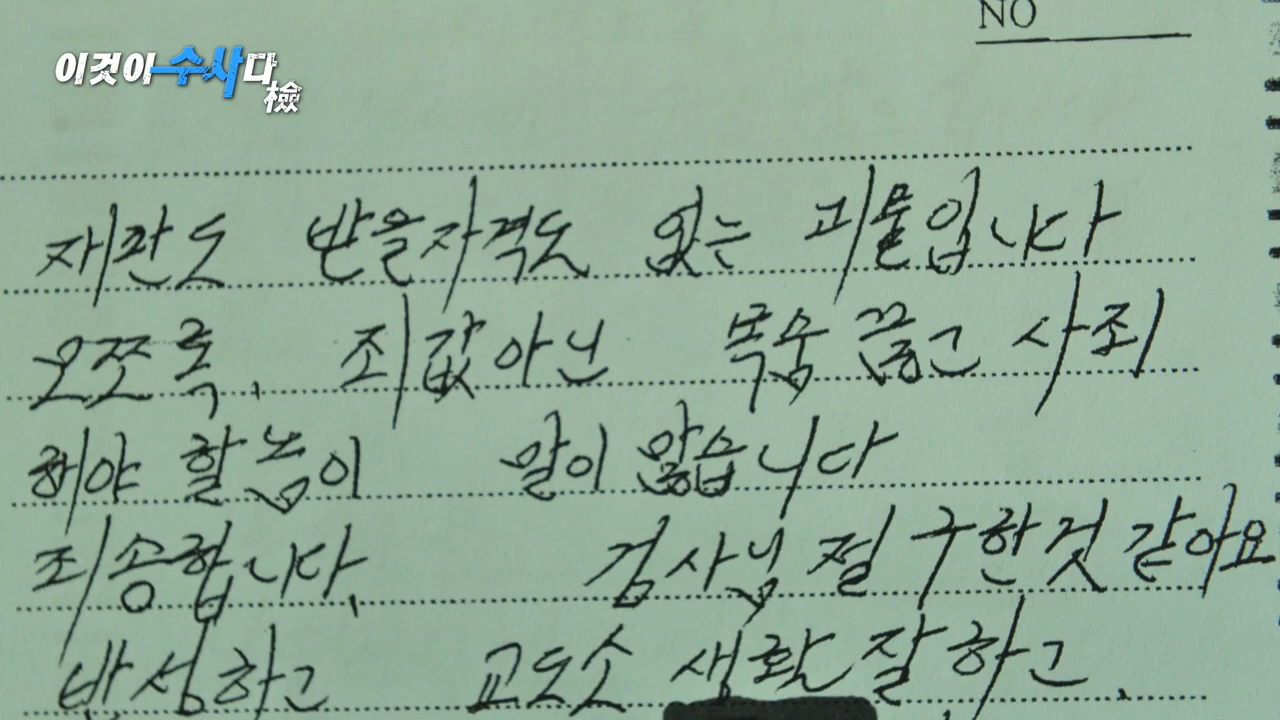 NO
이것이 수사다
檢
재판도 받을자격도 없는 괴물입니다
오쪼록. 죄값아닌 목숨 끊고 사죄
해야 할놈이 말이 많습니다
죄송합니다. 검사님 절 구한것 같아요
반성하고 교도소 생활 잘하고.